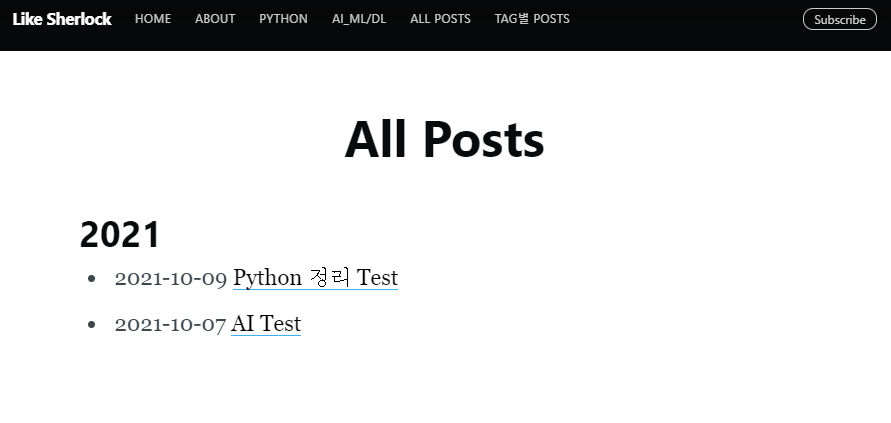 Like Sherlock HOME ABOUT PYTHON AI_ML/DL ALL POSTS TAG별 POSTS Subscribe
All Posts
2021
2021-10-09 Python 정리 Test
2021-10-07 AI Test